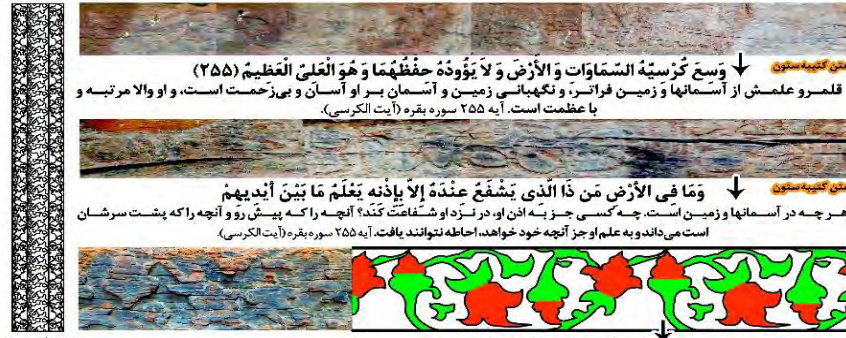 متن کتیبه ستون
وَسِعَ كُرْسِيُّهُ السَّمَاوَاتِ وَ الأَرْضَ وَ لاَ يَؤُودُهُ حِفْظُهُمَا وَ هُوَ الْعَلِيُّ الْعَظِيمُ (۲۵۵)
قلمرو علمش از آسمانها و زمین فراتر، و نگهبانی زمین و آسمان بر او آسان و بی‌زحمت است، و او والا مرتبه و
با عظمت است. آیه ۲۵۵ سوره بقره (آیت الکرسی).
متن کتیبه ستون
وَمَا فِي الأَرْضِ مَن ذَا الَّذِي يَشْفَعُ عِنْدَهُ إِلاَّ بِإِذْنِهِ يَعْلَمُ مَا بَيْنَ أَيْدِيهِمْ
هر چه در آسمانها و زمین است. چه کسی جز به اذن او، در نزد او شفاعت کند؟ آنچه را که پیش رو و آنچه را که پشت سرشان
است می‌داند و به علم او جز آنچه خود خواهد، احاطه نتوانند یافت. آیه ۲۵۵ سوره بقره (آیت الکرسی).